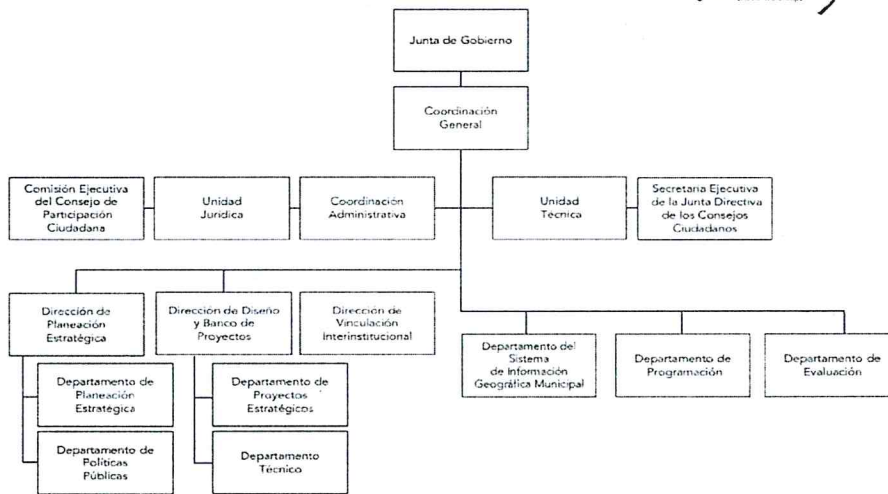 Junta de Gobierno
Coordinación
General
Comisión Ejecutiva
del Consejo de
Participación
Ciudadana
Unidad
Jurídica
Coordinación
Administrativa
Unidad
Técnica
Secretaria Ejecutiva
de la Junta Directiva
de los Consejos
Ciudadanos
Dirección de
Planeación
Estratégica
Dirección de Diseño
y Banco de
Proyectos
Dirección de
Vinculación
Interinstitucional
Departamento del
Sistema
de Información
Geográfica Municipal
Departamento de
Programación
Departamento de
Evaluación
Departamento de
Planeación
Estratégica
Departamento de
Proyectos
Estratégicos
Departamento de
Políticas
Públicas
Departamento
Técnico